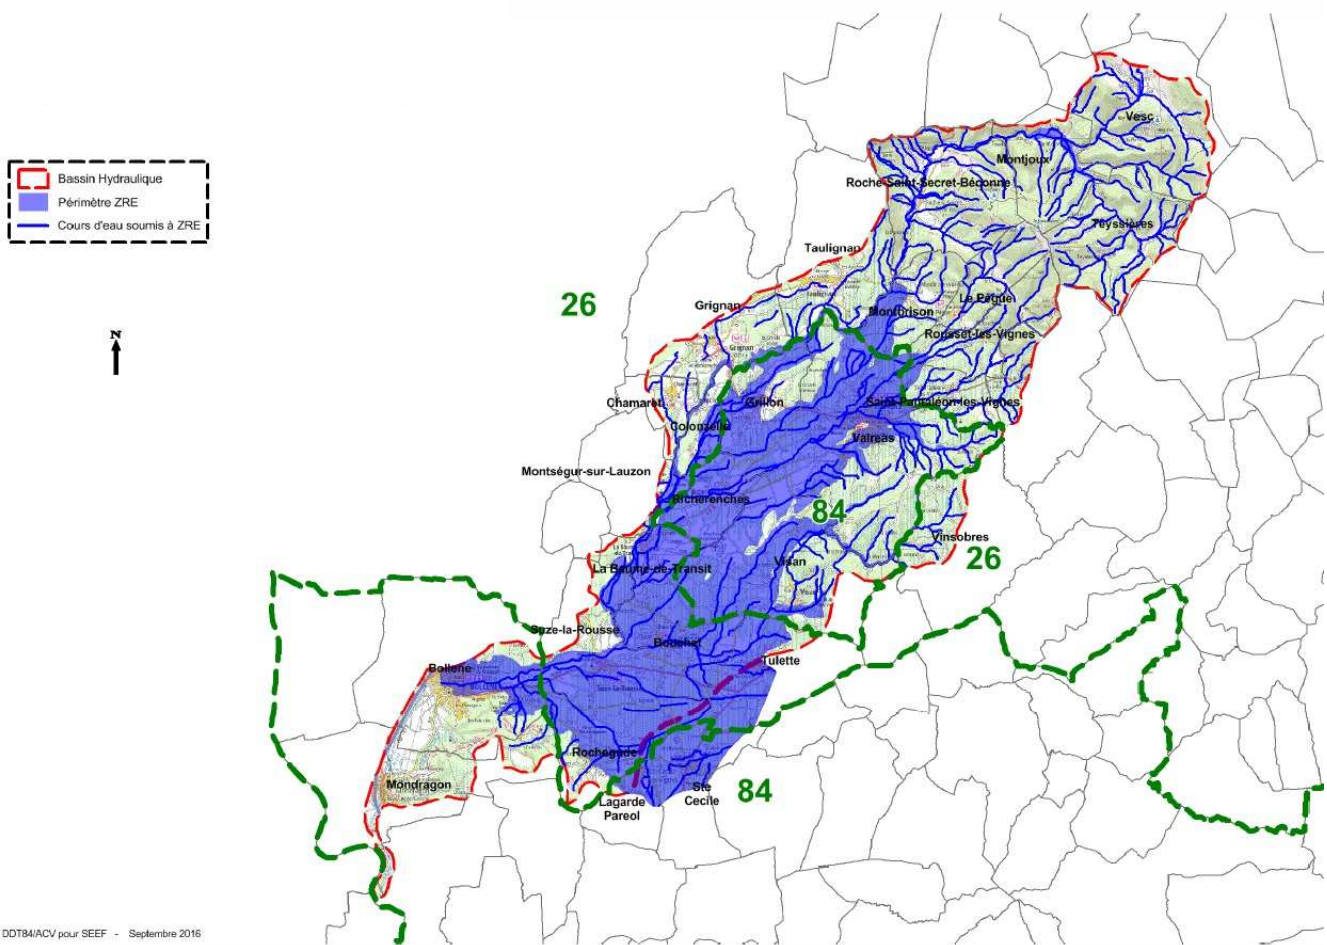 Vesc
Montjoux
Roche-Saint-Secret-Béconne
Teyssières
Taulignan
Grignan
Le Pègue
Montbrison
Rousset-les-Vignes
26
Bassin Hydraulique
Périmètre ZRE
Cours d'eau soumis à ZRE
N
Grignan
Chamaret
Grillon
Saint-Pantaléon-les-Vignes
Colonzelle
Valréas
Montségur-sur-Lauzon
Richerenches
84
Vinsobres
26
Visan
La Baume-de-Transit
Suze-la-Rousse
Bouchet
Tulette
Bollène
Rochegude
Mondragon
84
Ste
Cecile
Lagarde
Pareol
DDT84/ACV pour SEEF - Septembre 2016